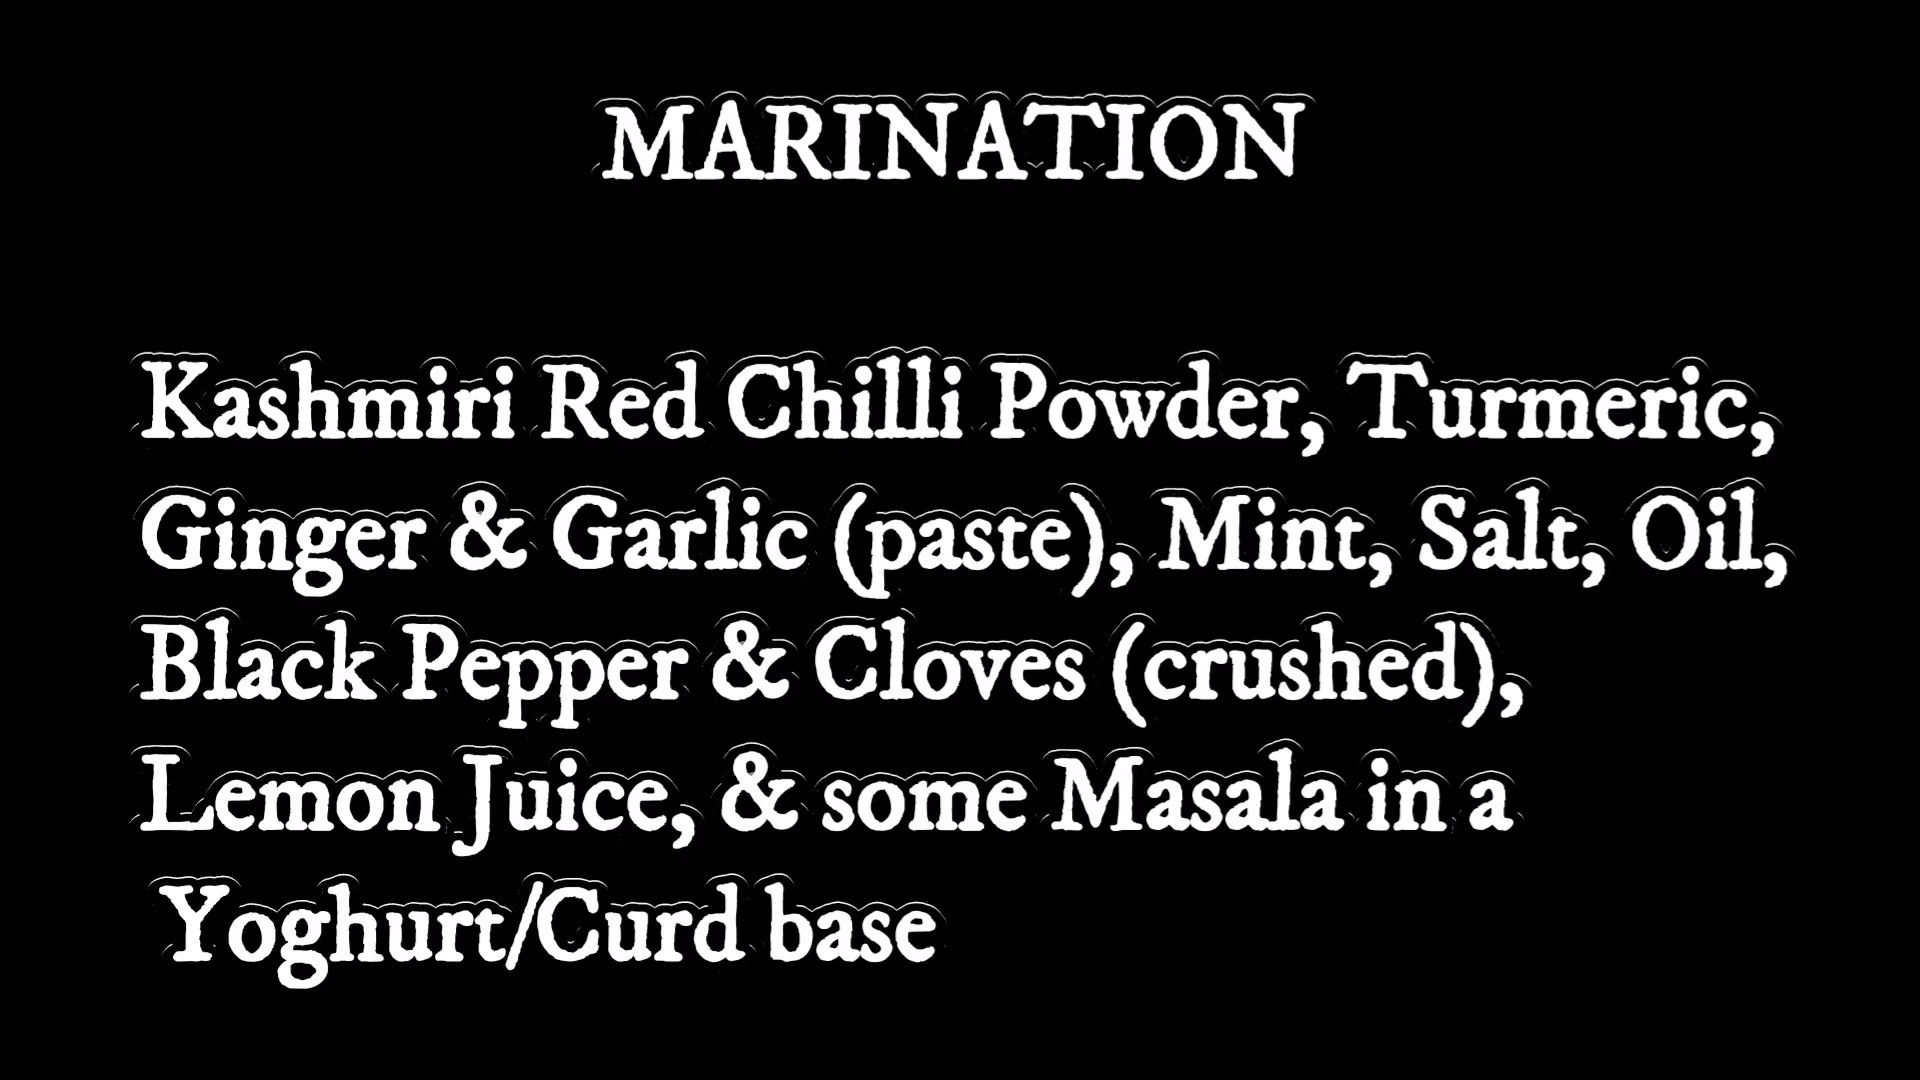 MARINATION
Kashmiri Red Chilli Powder, Turmeric,
Ginger & Garlic (paste), Mint, Salt, Oil,
Black Pepper & Cloves (crushed),
Lemon Juice, & some Masala in a
Yoghurt/Curd base